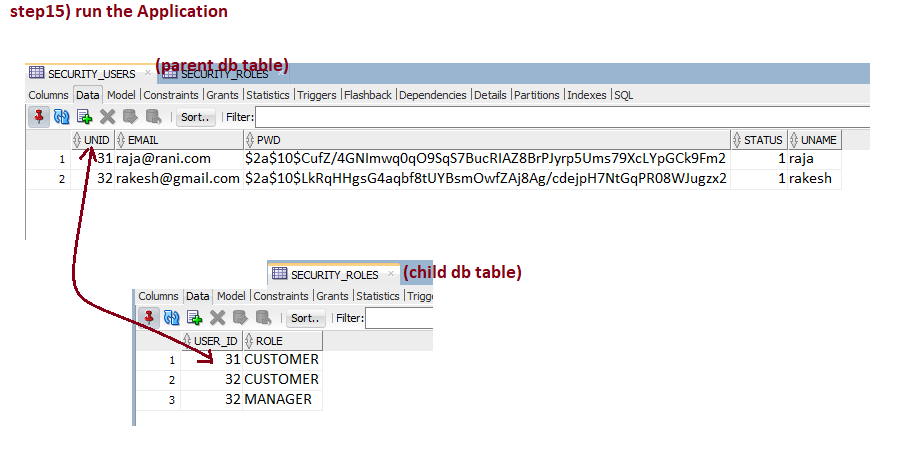 step15) run the Application
(parent db table)
SECURITY_USERS SECURITY_ROLES
Columns Data Model Constraints Grants Statistics Triggers Flashback Dependencies Details Partitions Indexes SQL
Sort.. Filter:
UNID EMAIL PWD STATUS UNAME
1 31 raja@rani.com $2a$10$CufZ/4GNImwq0qO9SqS7BucRIAZ8BrPJyrp5Ums79XcLYpGCk9Fm2 1 raja
2 32 rakesh@gmail.com $2a$10$LkRqHHgsG4aqbf8tUYBsmOwfZAj8Ag/cdejpH7NtGqPR08WJugzx2 1 rakesh
SECURITY_ROLES (child db table)
Columns Data Model Constraints Grants Statistics Trigge
Sort.. Filter:
USER_ID ROLE
1 31 CUSTOMER
2 32 CUSTOMER
3 32 MANAGER